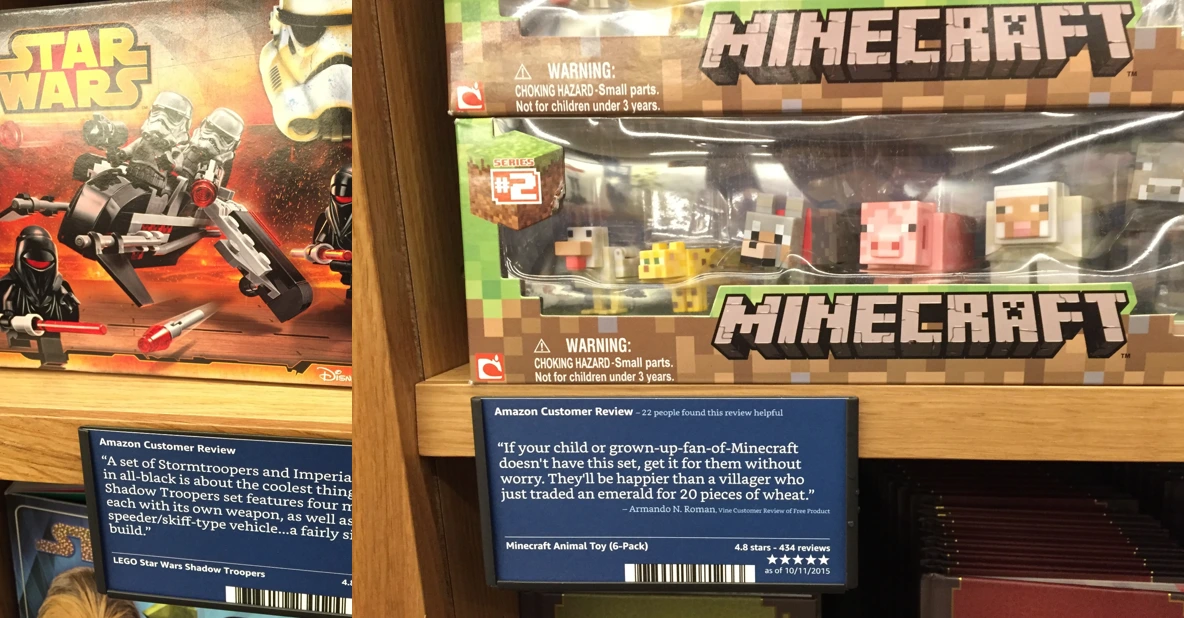 STAR
WARS
Disn
Amazon Customer Review
“A set of Stormtroopers and Imperia
in all-black is about the coolest thing
Shadow Troopers set features four m
each with its own weapon, as well as
speeder/skiff-type vehicle...a fairly si
build.”
LEGO Star Wars Shadow Troopers
4.8
MINECRAFT™
⚠ WARNING:
CHOKING HAZARD-Small parts.
Not for children under 3 years.
SERIES
#2
MINECRAFT™
⚠ WARNING:
CHOKING HAZARD-Small parts.
Not for children under 3 years.
Amazon Customer Review – 22 people found this review helpful
“If your child or grown-up-fan-of-Minecraft
doesn't have this set, get it for them without
worry. They'll be happier than a villager who
just traded an emerald for 20 pieces of wheat.”
– Armando N. Roman, Vine Customer Review of Free Product
Minecraft Animal Toy (6-Pack)
4.8 stars - 434 reviews
★★★★★
as of 10/11/2015